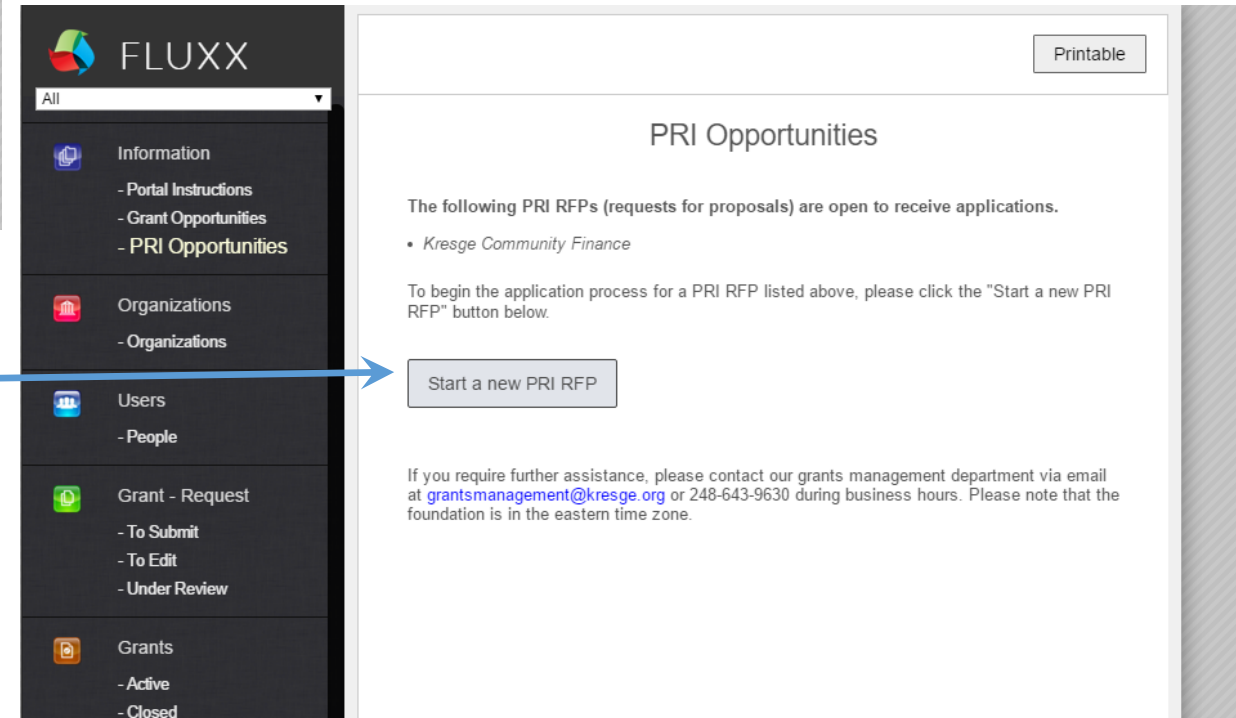 FLUXX
All
Information
- Portal Instructions
- Grant Opportunities
- PRI Opportunities
Organizations
- Organizations
Users
- People
Grant - Request
- To Submit
- To Edit
- Under Review
Grants
- Active
- Closed
Printable
PRI Opportunities
The following PRI RFPs (requests for proposals) are open to receive applications.
• Kresge Community Finance
To begin the application process for a PRI RFP listed above, please click the "Start a new PRI
RFP" button below.
Start a new PRI RFP
If you require further assistance, please contact our grants management department via email
at grantsmanagement@kresge.org or 248-643-9630 during business hours. Please note that the
foundation is in the eastern time zone.